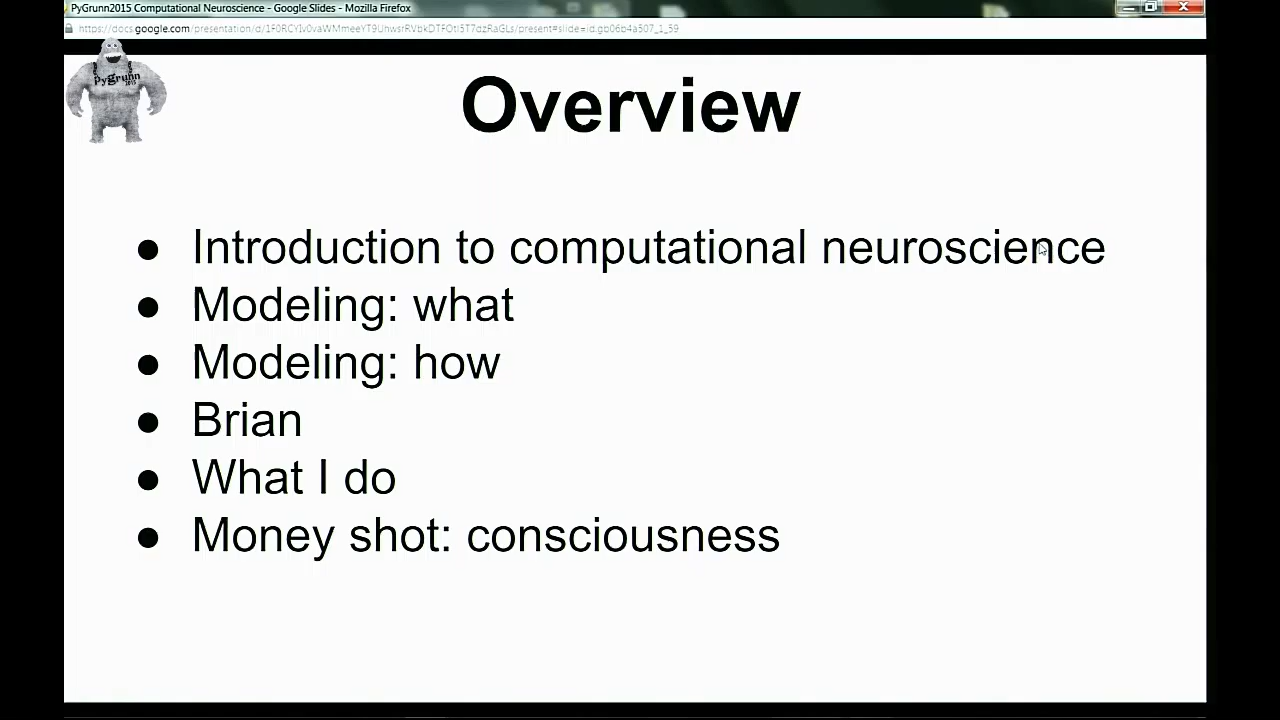 PyGrunn2015 Computational Neuroscience - Google Slides - Mozilla Firefox
PyGrunn
2015
Overview
● Introduction to computational neuroscience
● Modeling: what
● Modeling: how
● Brian
● What I do
● Money shot: consciousness